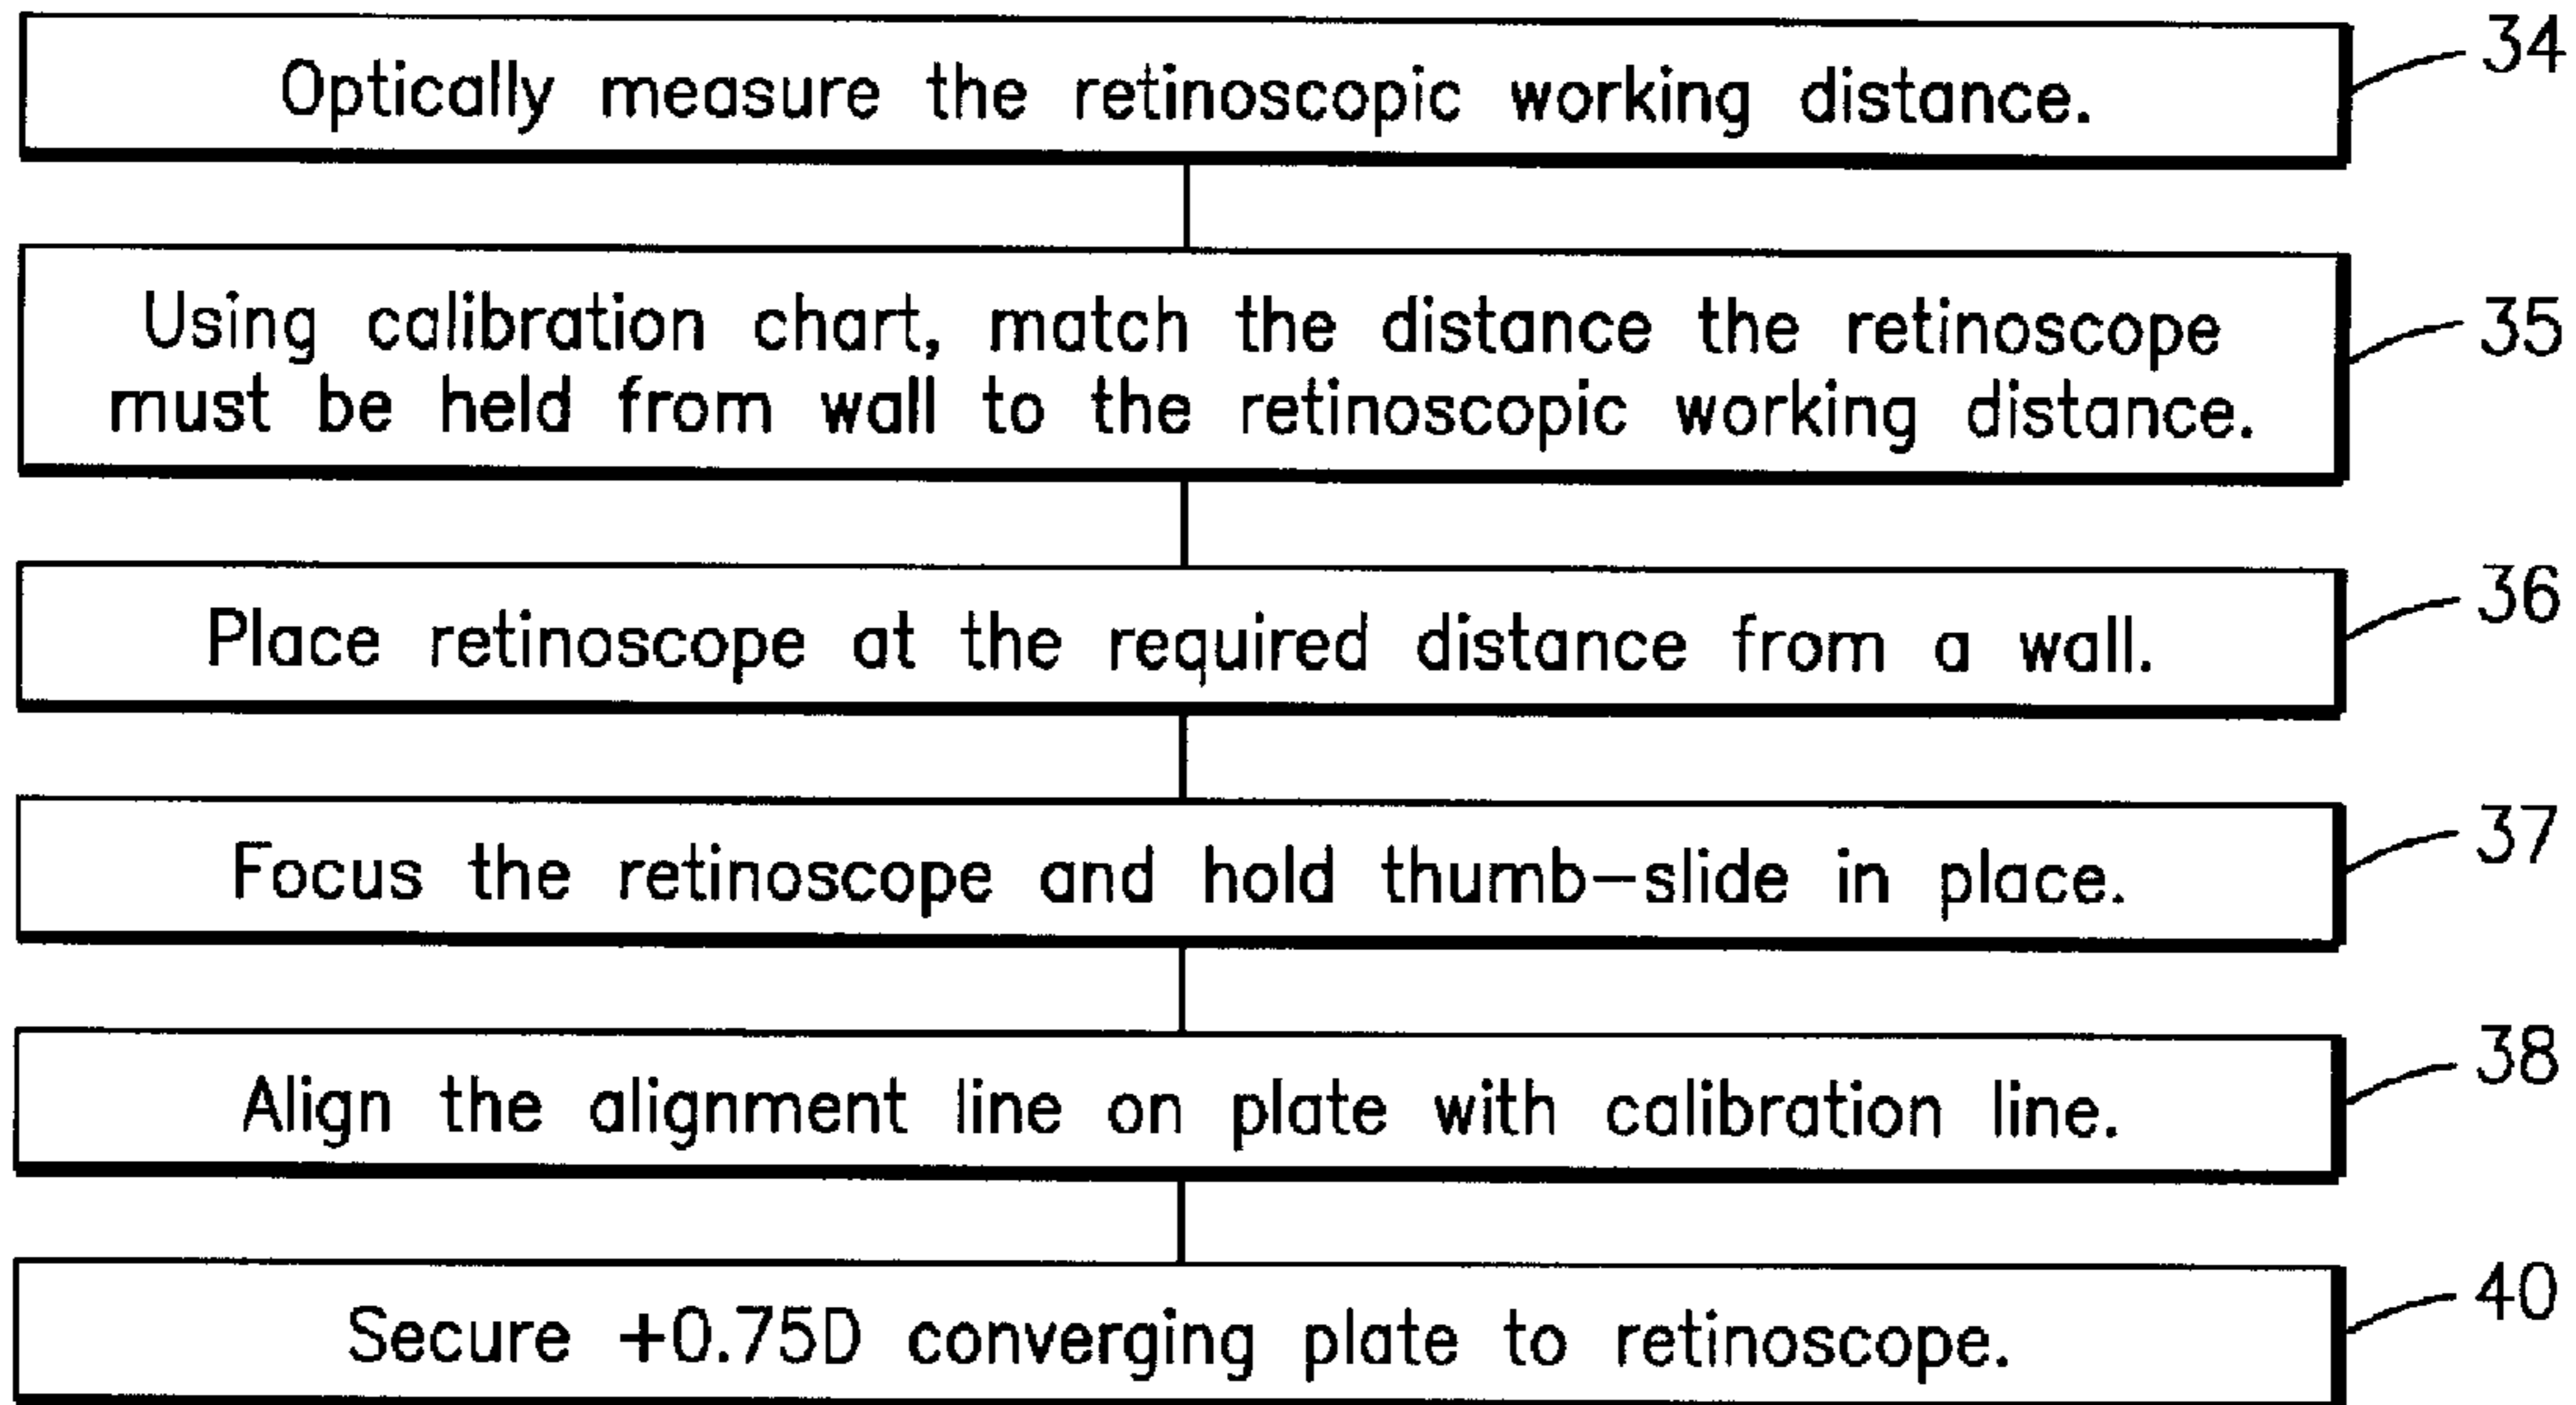 Optically measure the retinoscopic working distance.
34
Using calibration chart, match the distance the retinoscope
must be held from wall to the retinoscopic working distance.
35
Place retinoscope at the required distance from a wall.
36
Focus the retinoscope and hold thumb-slide in place.
37
Align the alignment line on plate with calibration line.
38
Secure +0.75D converging plate to retinoscope.
40